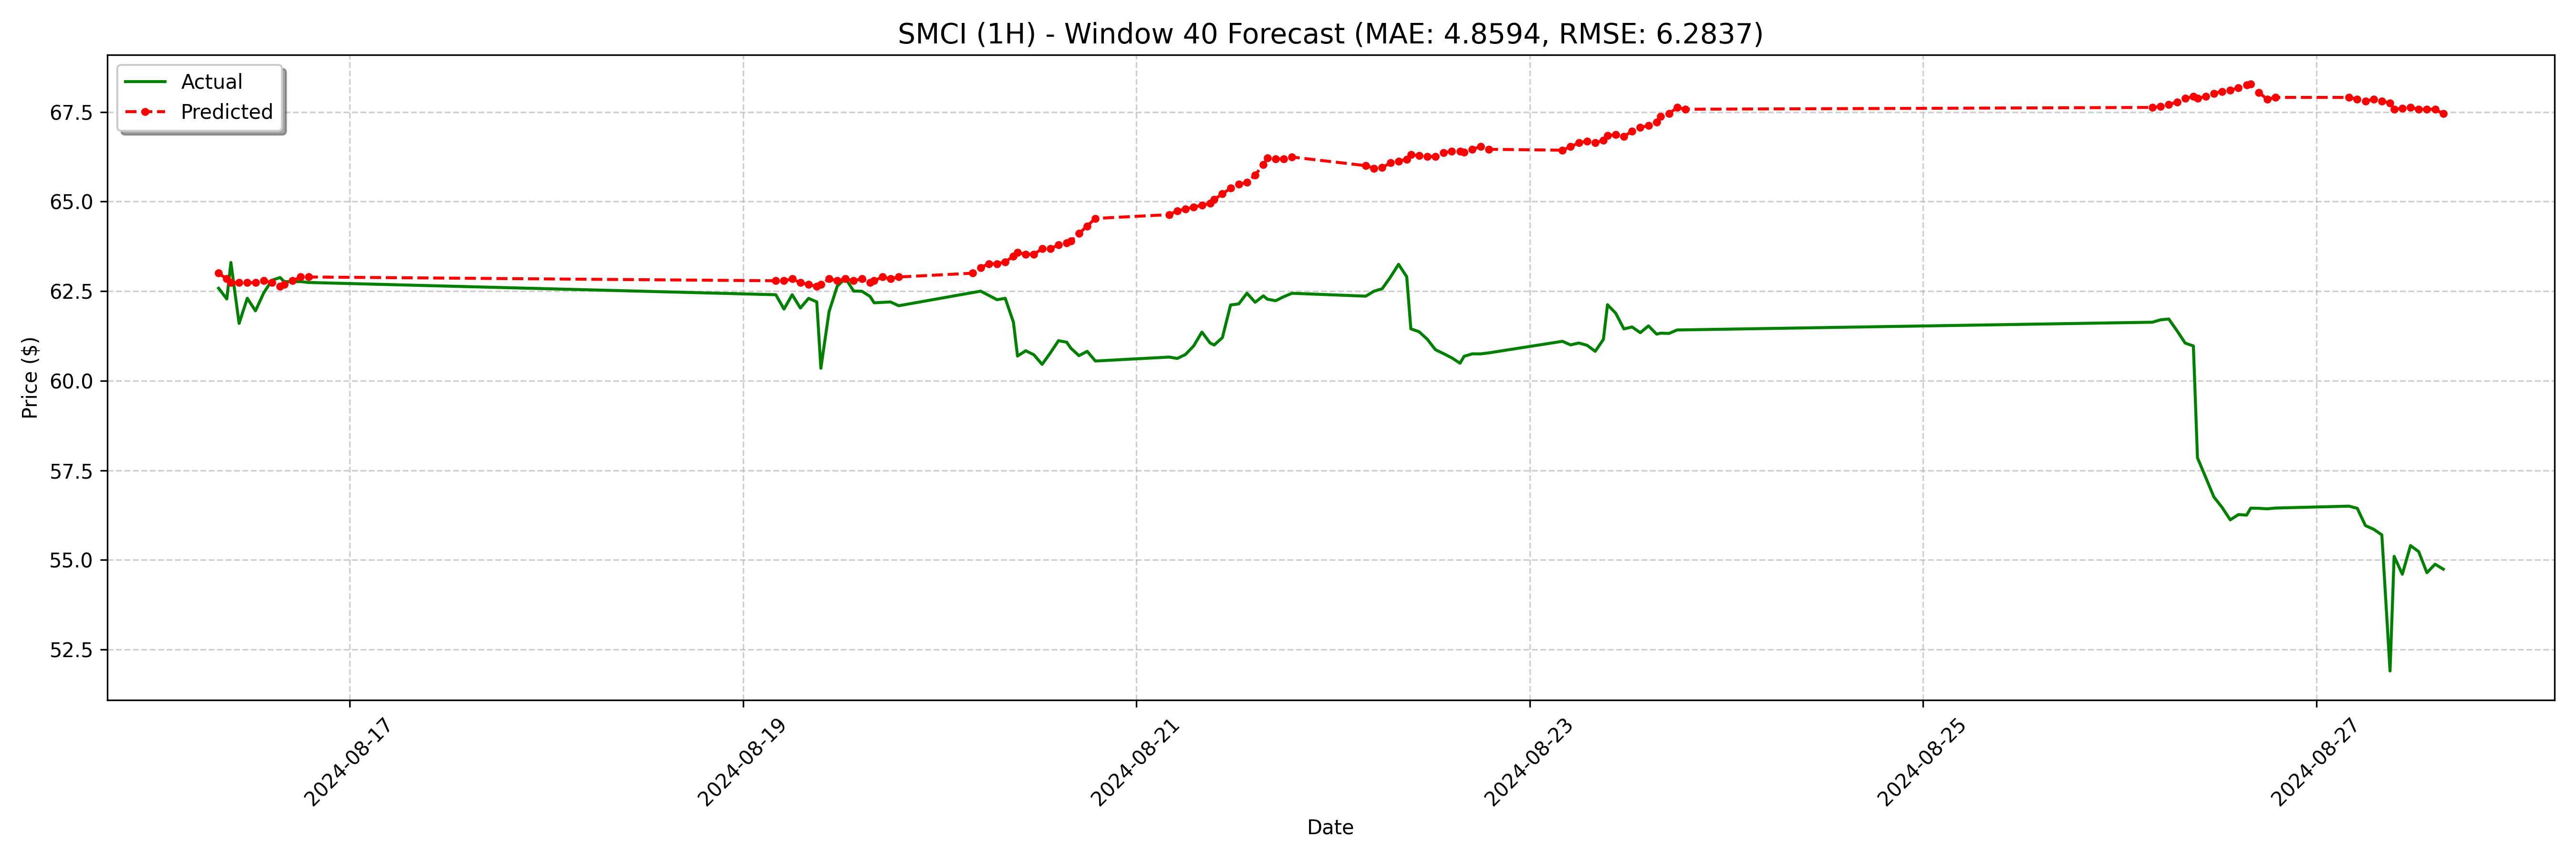 SMCI (1H) - Window 40 Forecast (MAE: 4.8594, RMSE: 6.2837)
Actual
Predicted
Price ($)
67.5
65.0
62.5
60.0
57.5
55.0
52.5
2024-08-17
2024-08-19
2024-08-21
2024-08-23
2024-08-25
2024-08-27
Date